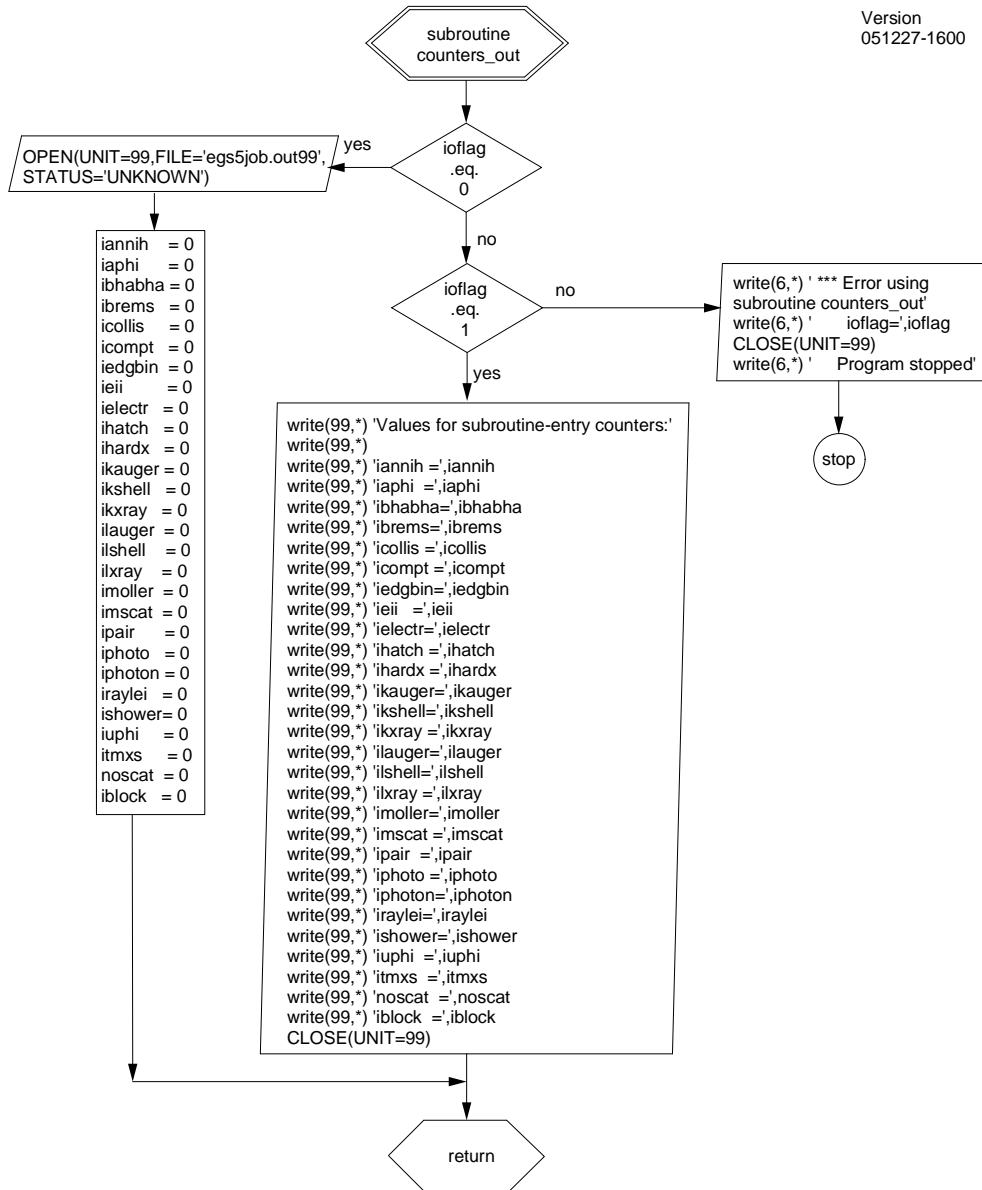 Version
051227-1600
subroutine
counters_out
ioflag
.eq.
0
yes
OPEN(UNIT=99,FILE='egs5job.out99',
STATUS='UNKNOWN')
iannih = 0
iaphi = 0
ibhabha = 0
ibrems = 0
icollis = 0
icompt = 0
iedgbin = 0
ieii = 0
ielectr = 0
ihatch = 0
ihardx = 0
ikauger = 0
ikshell = 0
ikxray = 0
ilauger = 0
ilshell = 0
ilxray = 0
imoller = 0
imscat = 0
ipair = 0
iphoto = 0
iphoton = 0
iraylei = 0
ishower= 0
iuphi = 0
itmxs = 0
noscat = 0
iblock = 0
no
ioflag
.eq.
1
no
write(6,*) ' *** Error using
subroutine counters_out'
write(6,*) ' ioflag=',ioflag
CLOSE(UNIT=99)
write(6,*) ' Program stopped'
stop
yes
write(99,*) 'Values for subroutine-entry counters:'
write(99,*)
write(99,*) 'iannih =',iannih
write(99,*) 'iaphi =',iaphi
write(99,*) 'ibhabha=',ibhabha
write(99,*) 'ibrems=',ibrems
write(99,*) 'icollis =',icollis
write(99,*) 'icompt =',icompt
write(99,*) 'iedgbin=',iedgbin
write(99,*) 'ieii =',ieii
write(99,*) 'ielectr=',ielectr
write(99,*) 'ihatch =',ihatch
write(99,*) 'ihardx =',ihardx
write(99,*) 'ikauger=',ikauger
write(99,*) 'ikshell=',ikshell
write(99,*) 'ikxray =',ikxray
write(99,*) 'ilauger=',ilauger
write(99,*) 'ilshell=',ilshell
write(99,*) 'ilxray =',ilxray
write(99,*) 'imoller=',imoller
write(99,*) 'imscat =',imscat
write(99,*) 'ipair =',ipair
write(99,*) 'iphoto =',iphoto
write(99,*) 'iphoton=',iphoton
write(99,*) 'iraylei=',iraylei
write(99,*) 'ishower=',ishower
write(99,*) 'iuphi =',iuphi
write(99,*) 'itmxs =',itmxs
write(99,*) 'noscat =',noscat
write(99,*) 'iblock =',iblock
CLOSE(UNIT=99)
return